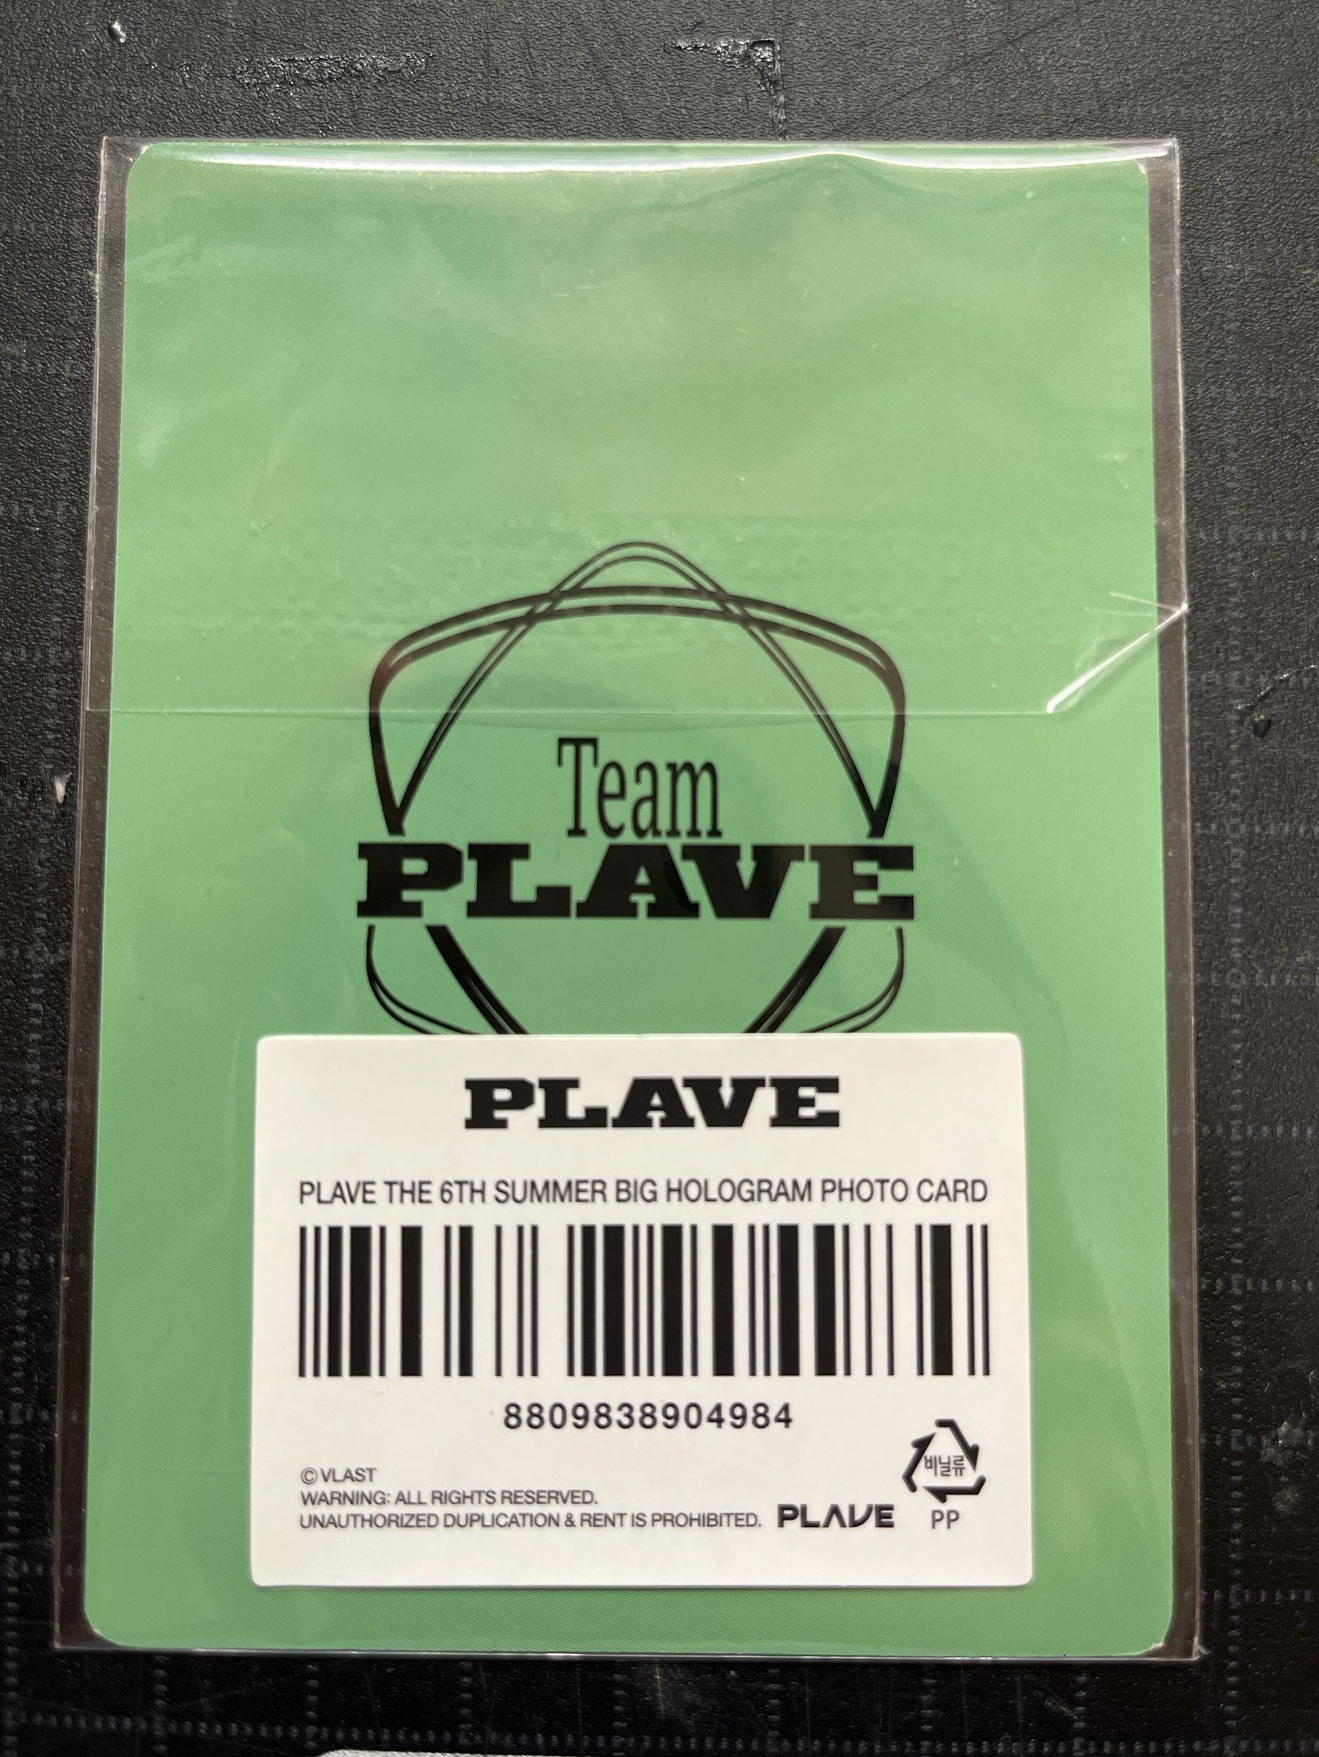 Team
PLAVE
PLAVE
PLAVE THE 6TH SUMMER BIG HOLOGRAM PHOTO CARD
8809838904984
ⓒVLAST
WARNING: ALL RIGHTS RESERVED.
UNAUTHORIZED DUPLICATION & RENT IS PROHIBITED.
PLAVE
비닐류
PP